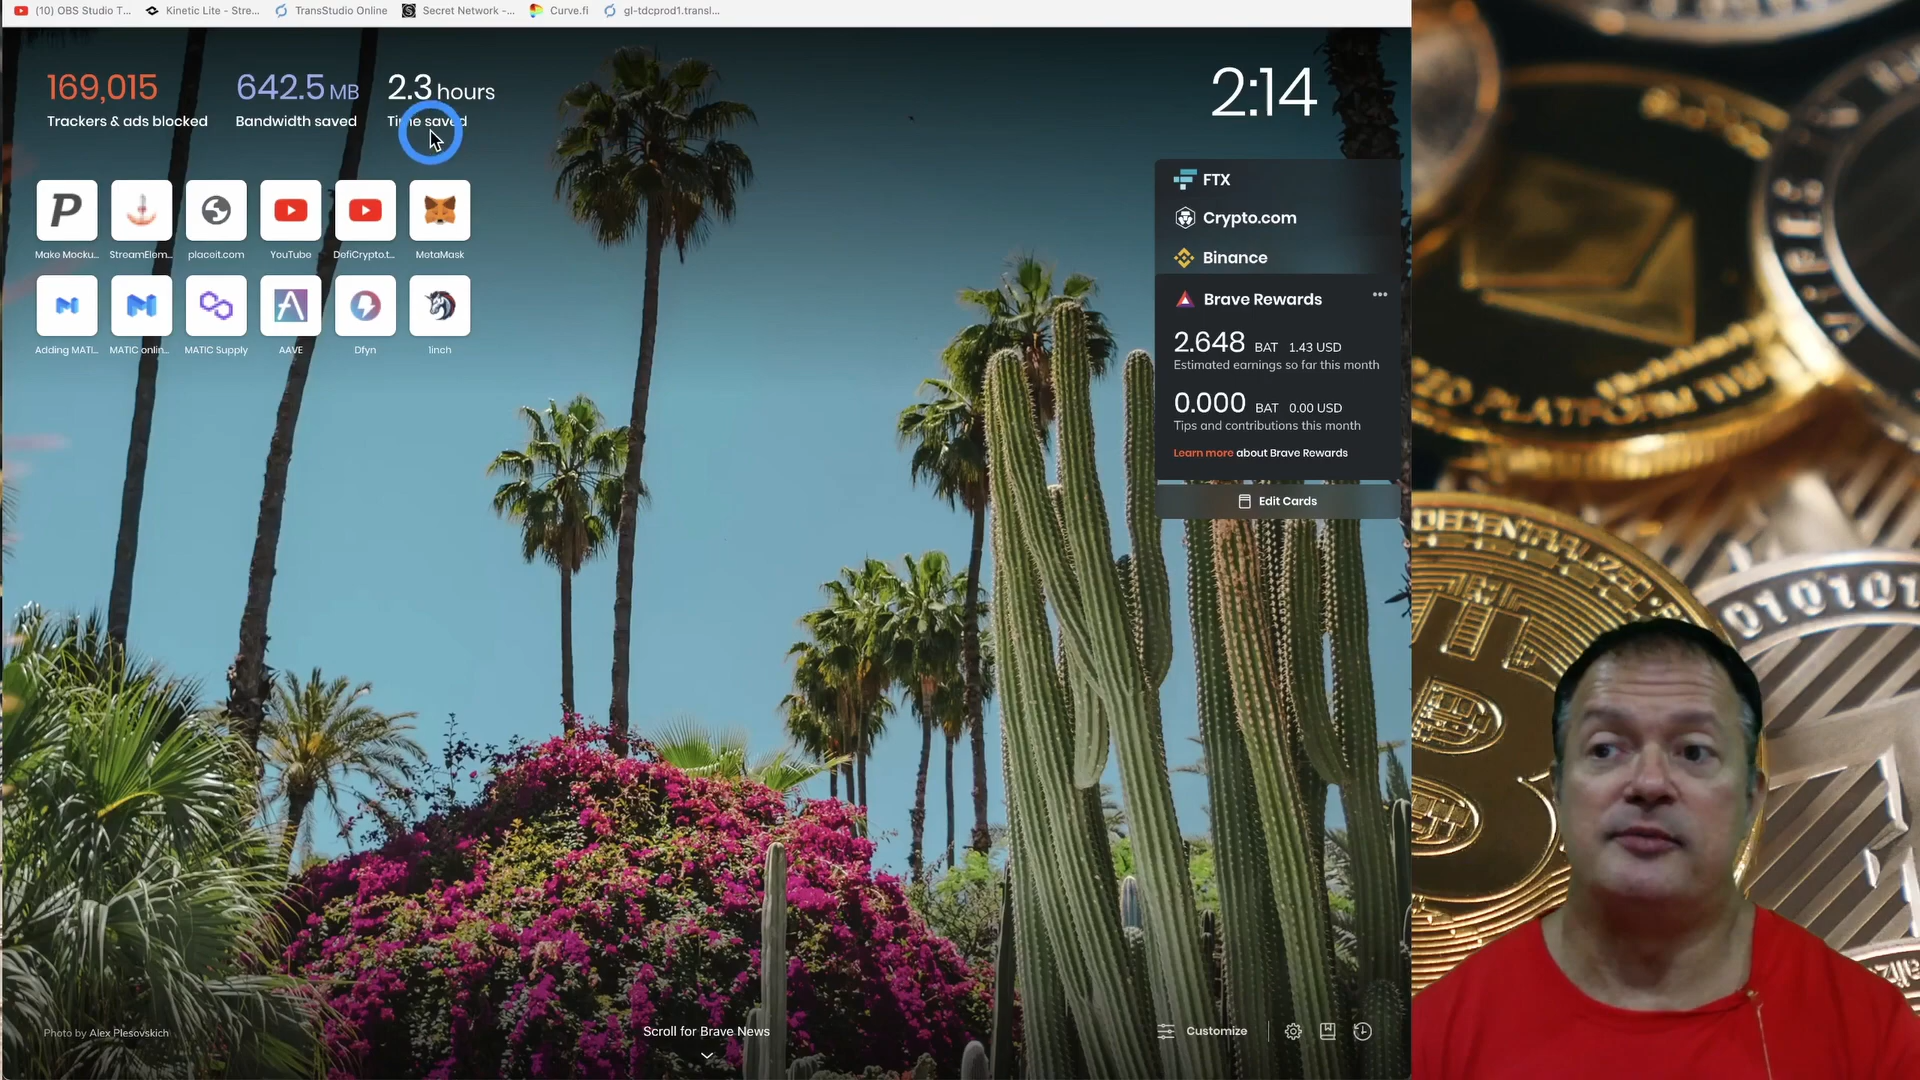 (10) OBS Studio T... Kinetic Lite - Stre... TransStudio Online Secret Network -... Curve.fi gl-tdcprod1.transl...
169,015 642.5 MB 2.3 hours
Trackers & ads blocked Bandwidth saved Time saved
2:14
FTX
Crypto.com
Binance
Make Mocku... StreamElem... placeit.com YouTube DefiCrypto.t... MetaMask
Adding MATI... MATIC onlin... MATIC Supply AAVE Dfyn 1inch
Brave Rewards
2.648 BAT 1.43 USD
Estimated earnings so far this month
0.000 BAT 0.00 USD
Tips and contributions this month
Learn more about Brave Rewards
Edit Cards
DECENTRALIZED
010101
Photo by Alex Plesovskich
Scroll for Brave News
Customize